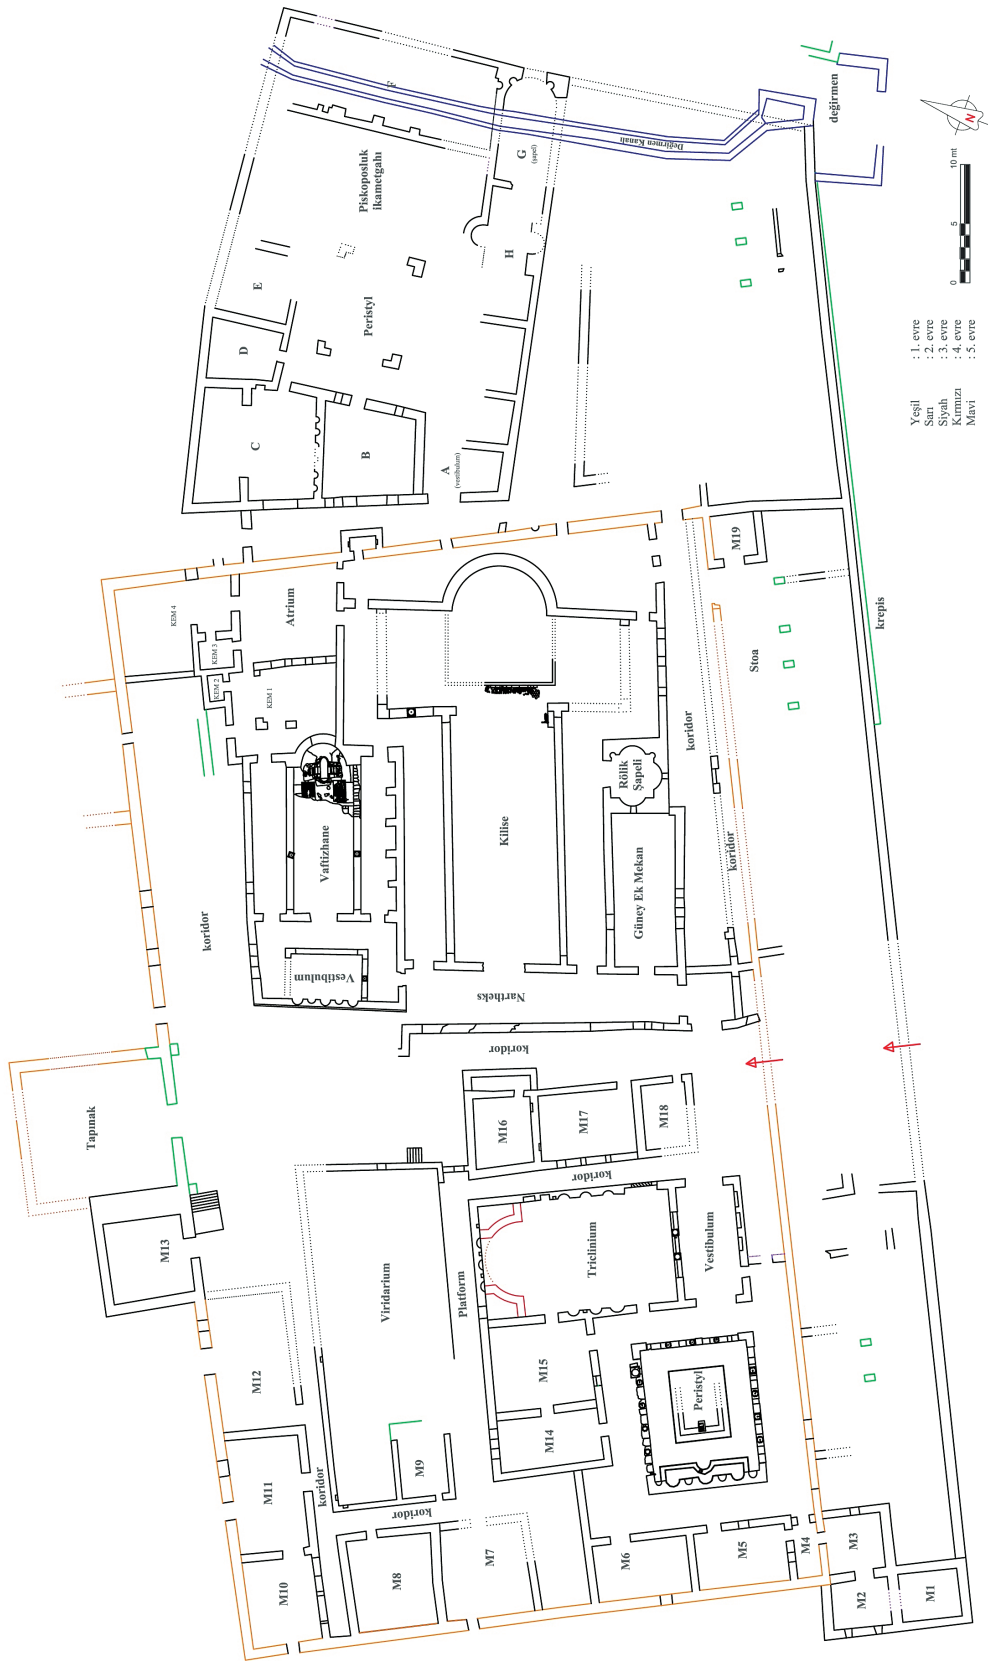 değirmen
Değirmen Kanalı
G
(şapel)
Piskoposluk
ikametgahı
H
E
Peristyl
D
C
B
A
(vestibulum)
N
10 mt
5
0
Yeşil : 1. evre
Sarı : 2. evre
Siyah : 3. evre
Kırmızı : 4. evre
Mavi : 5. evre
M19
KEM 4
KEM 3
KEM 2
KEM 1
Atrium
krepis
Stoa
koridor
koridor
Rölik
Şapeli
Kilise
Vaftizhane
Güney Ek Mekan
koridor
Vestibulum
Nartheks
koridor
Tapınak
M16
M17
M18
koridor
M13
Viridarium
Platform
Triclinium
Vestibulum
M12
M15
Peristyl
M14
M9
M11
koridor
koridor
M10
M8
M7
M6
M5
M4
M3
M2
M1